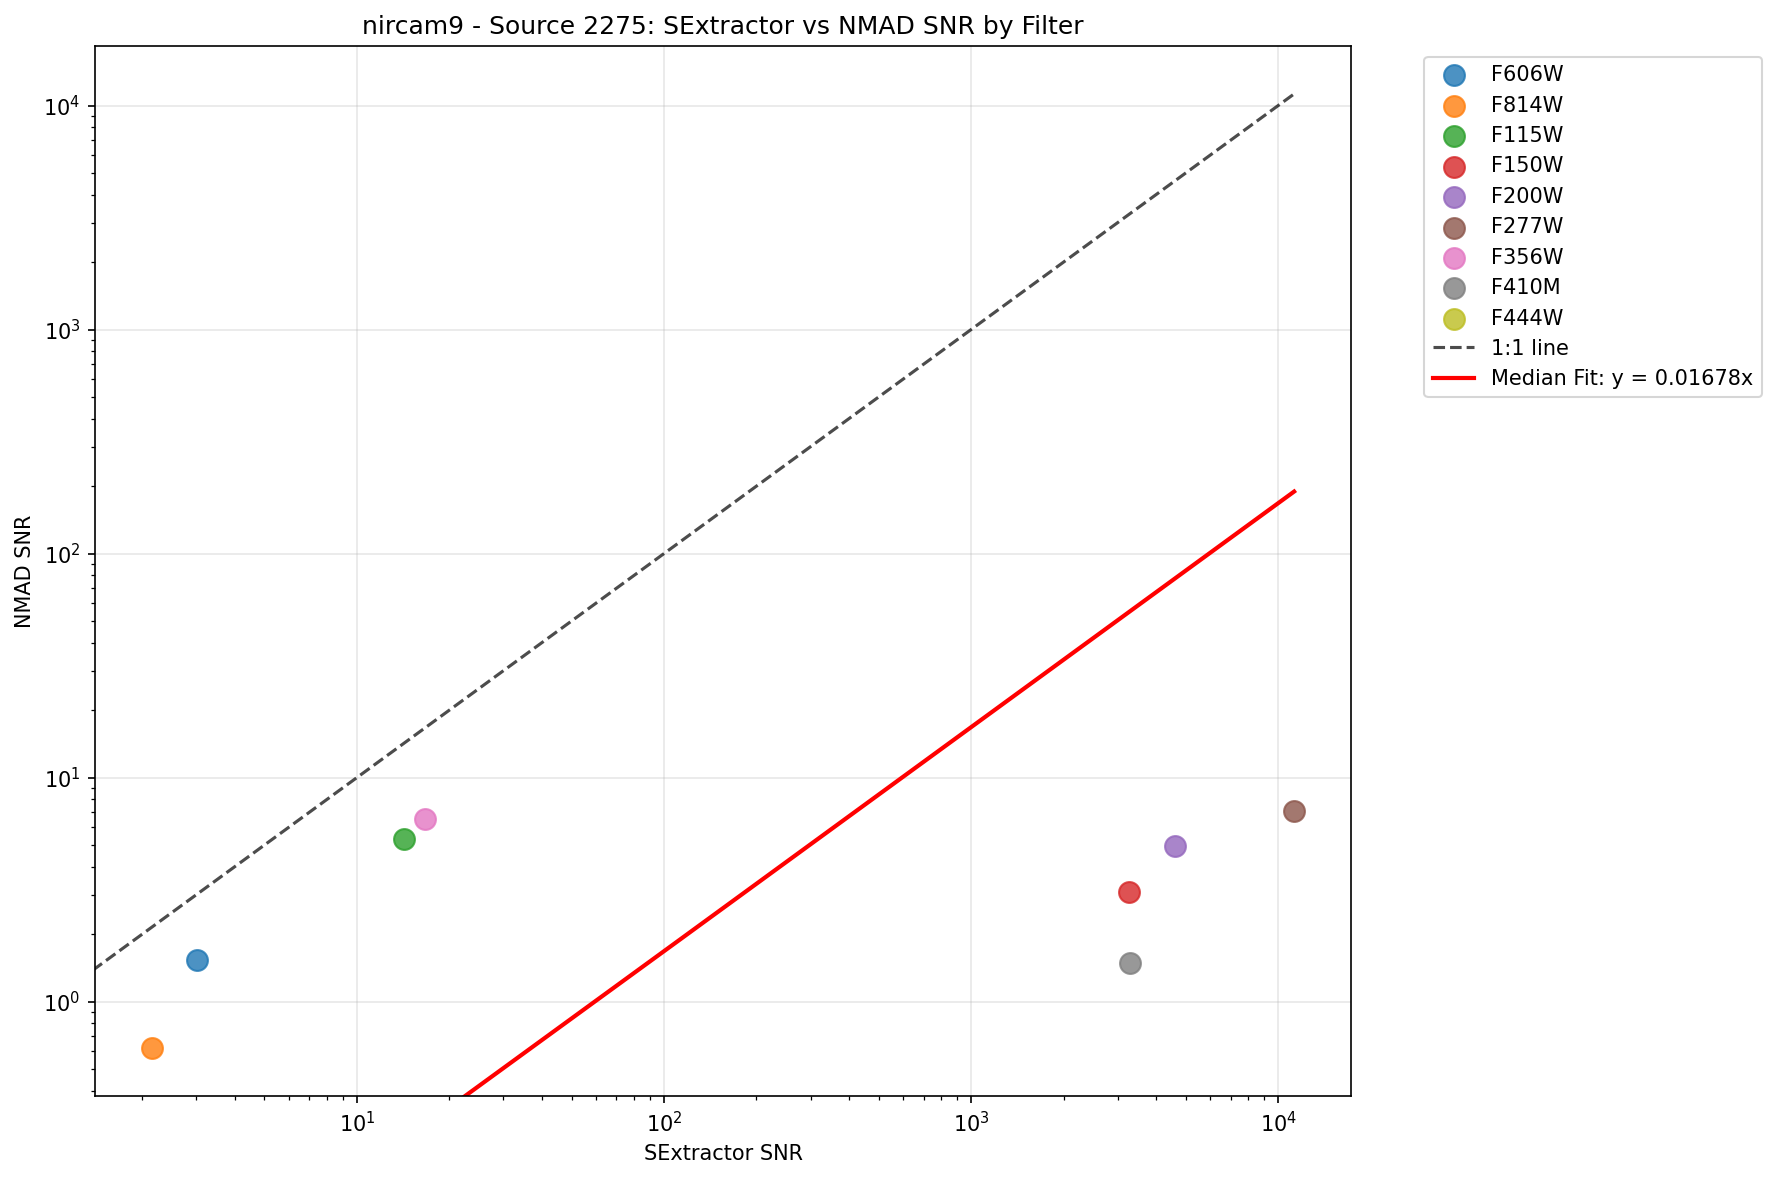 nircam9 - Source 2275: SExtractor vs NMAD SNR by Filter
NMAD SNR
10^4
10^3
10^2
10^1
10^0
10^1
10^2
10^3
10^4
SExtractor SNR
F606W
F814W
F115W
F150W
F200W
F277W
F356W
F410M
F444W
1:1 line
Median Fit: y = 0.01678x